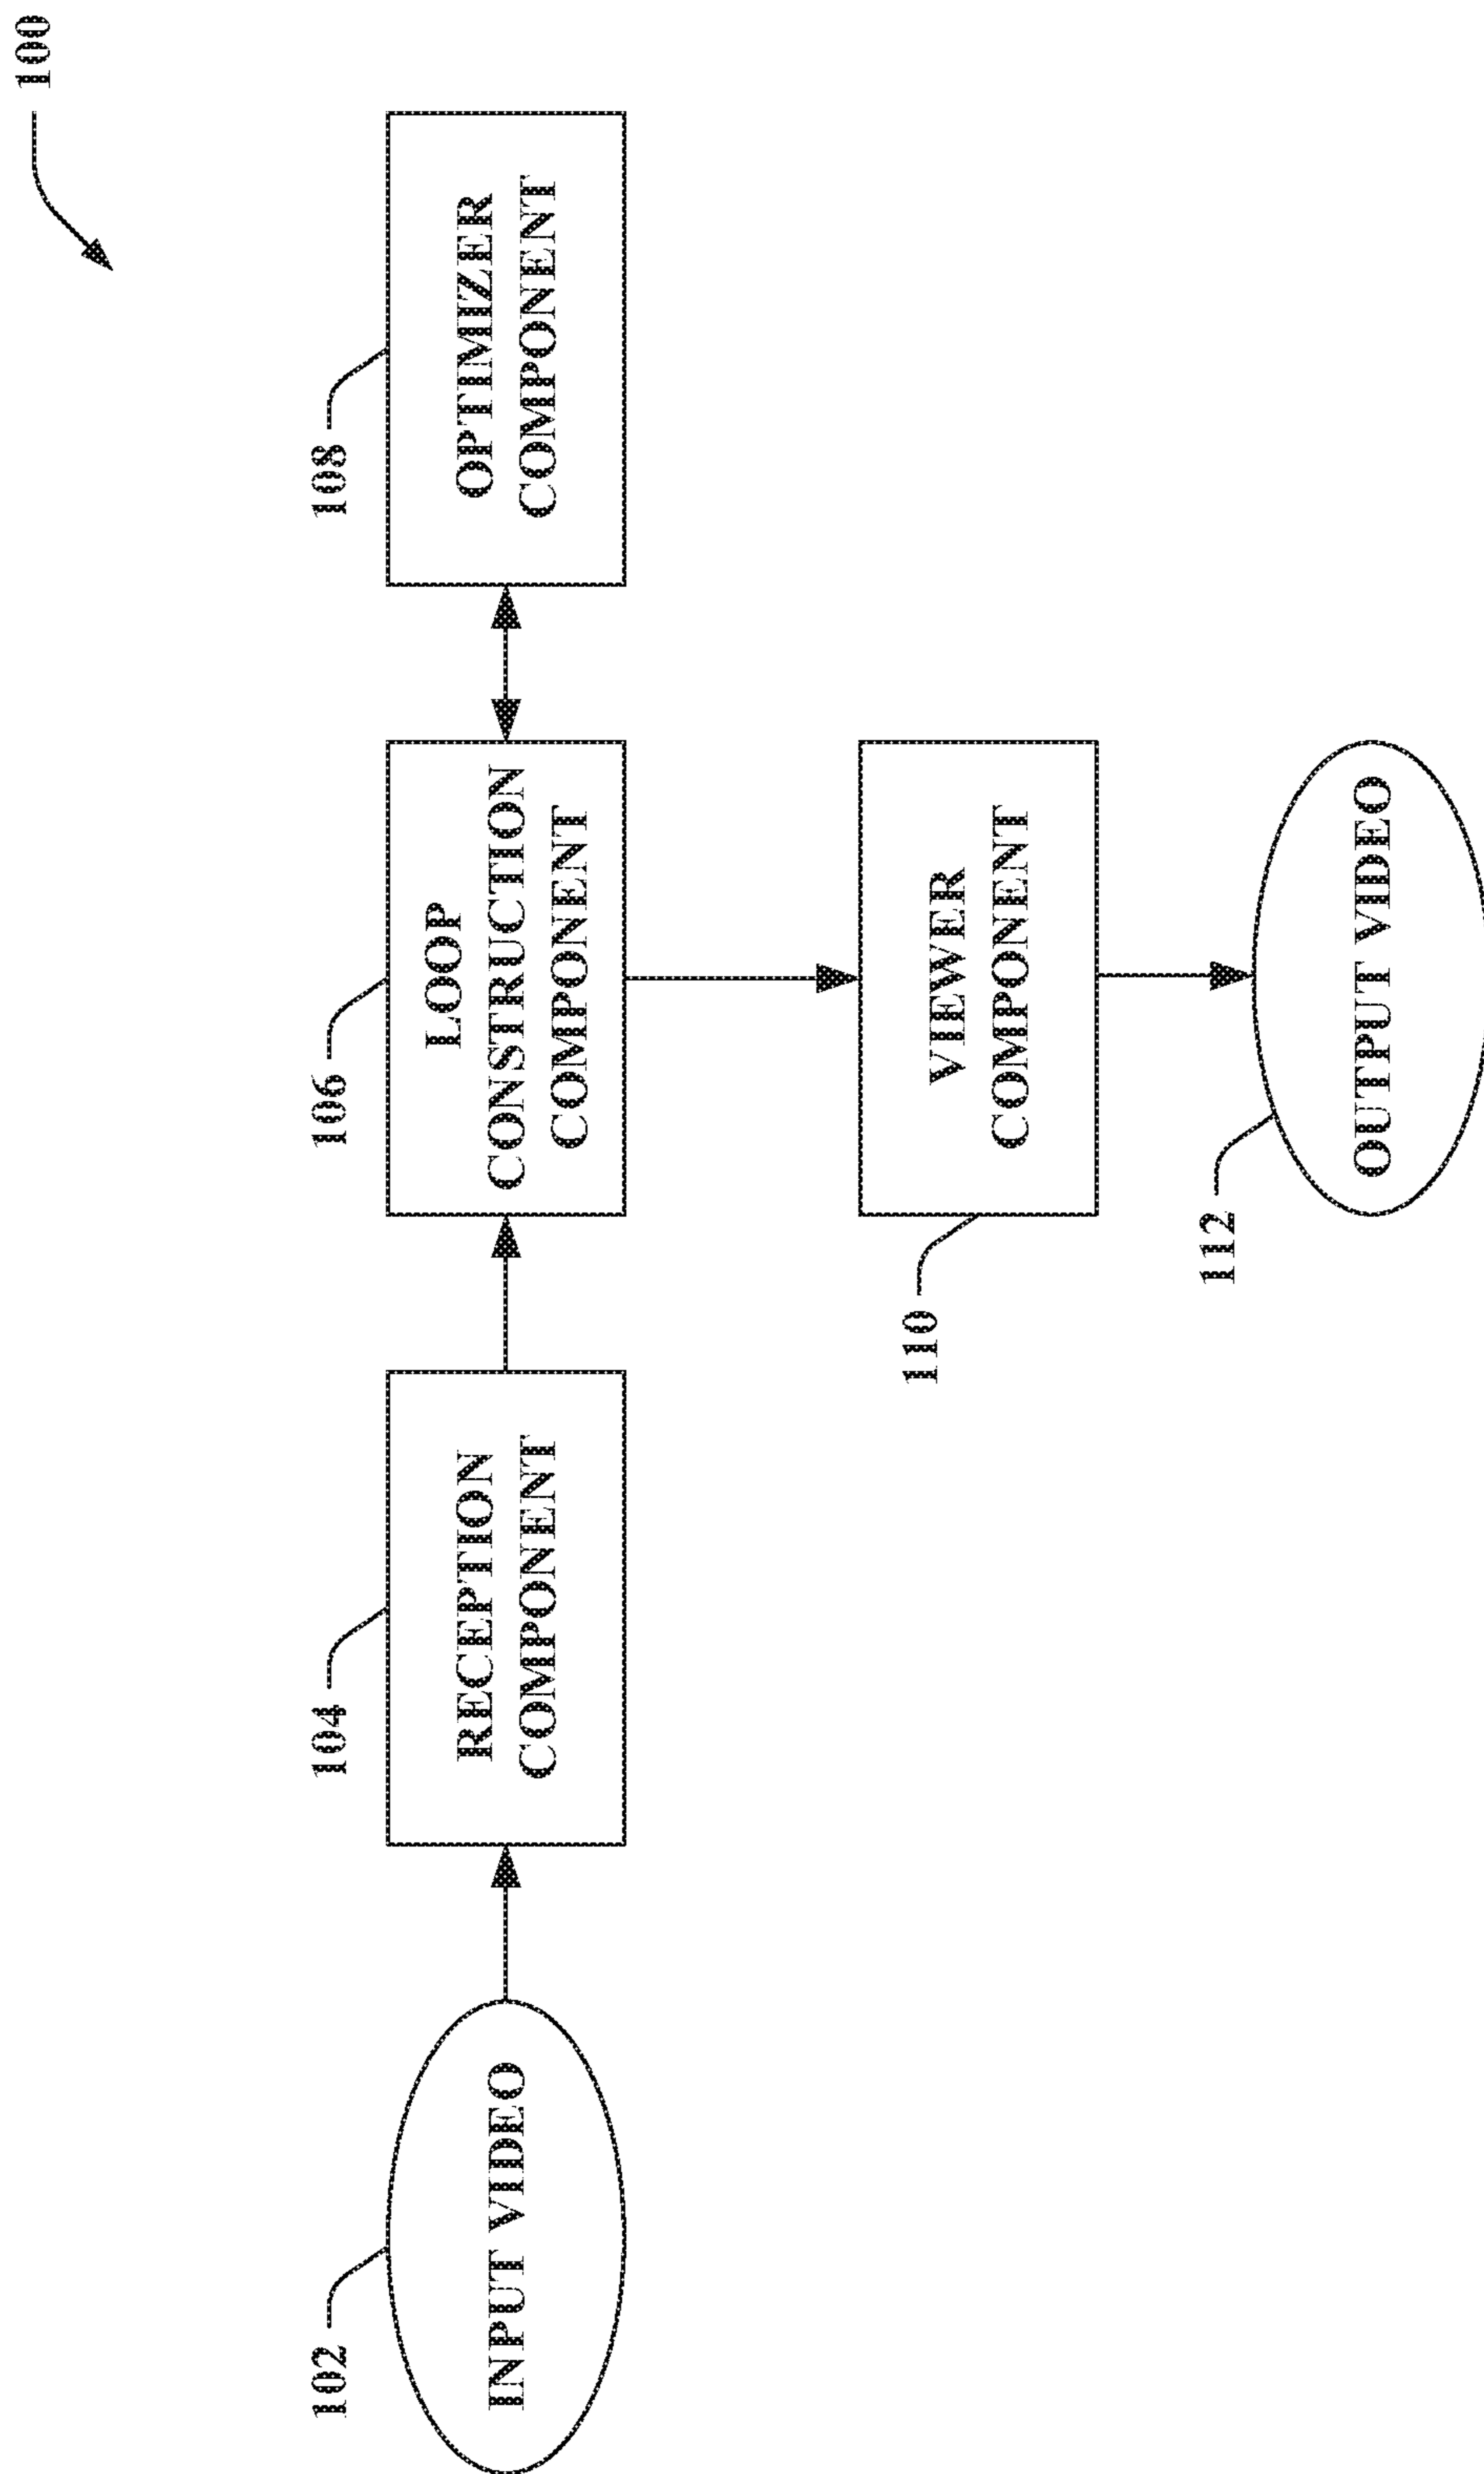 100
102
INPUT VIDEO
104
RECEPTION
COMPONENT
106
LOOP
CONSTRUCTION
COMPONENT
108
OPTIMIZER
COMPONENT
110
VIEWER
COMPONENT
112
OUTPUT VIDEO